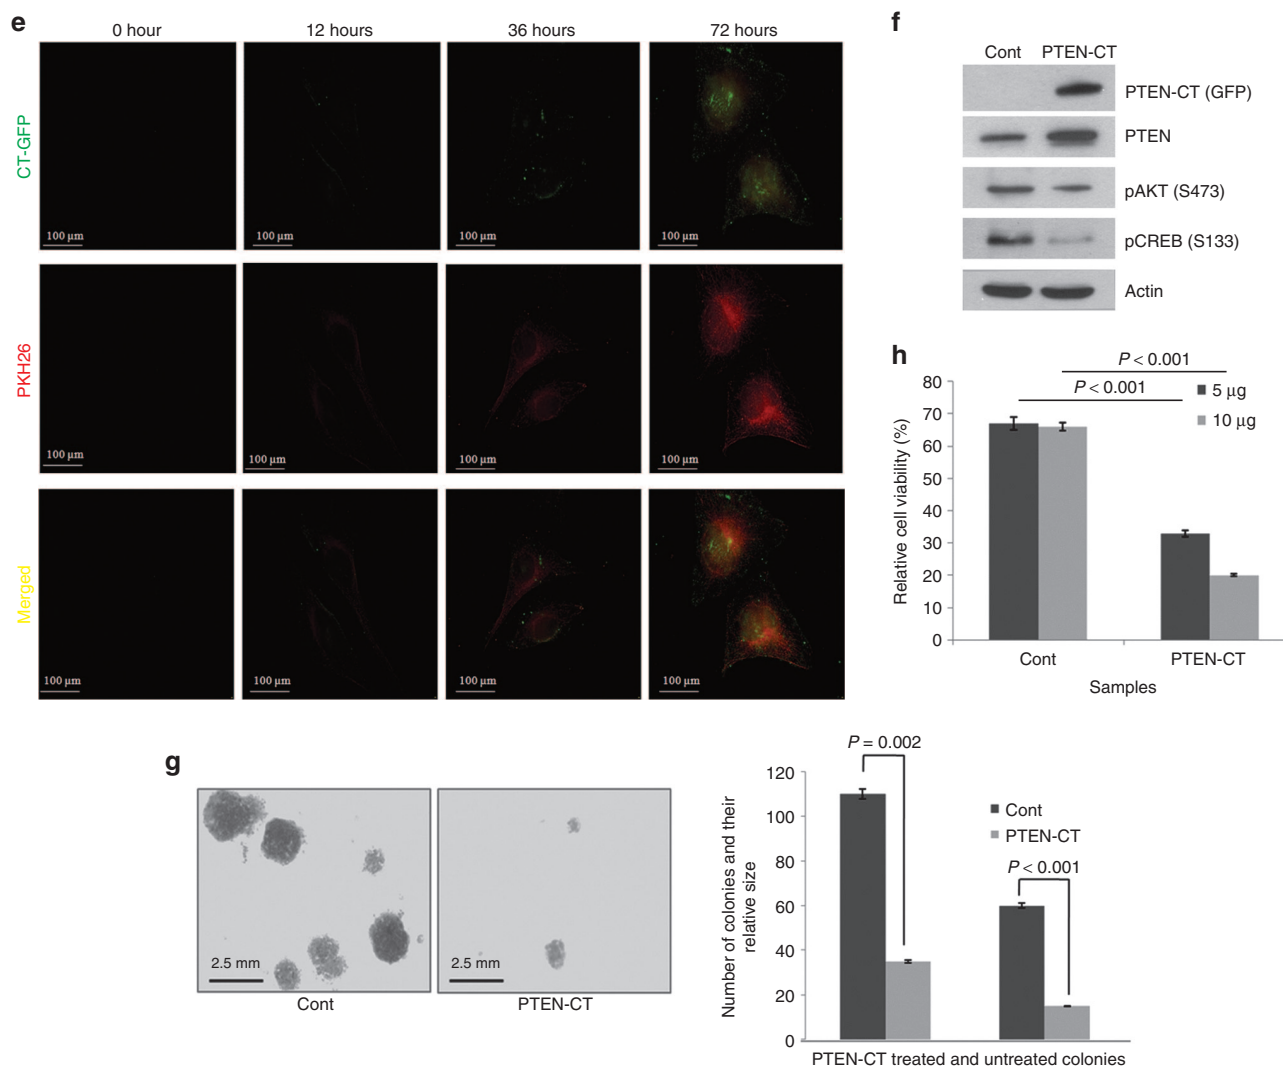 e
0 hour 12 hours 36 hours 72 hours
CT-GFP
100 µm 100 µm 100 µm 100 µm
PKH26
100 µm 100 µm 100 µm 100 µm
Merged
100 µm 100 µm 100 µm 100 µm
f
Cont PTEN-CT
PTEN-CT (GFP)
PTEN
pAKT (S473)
pCREB (S133)
Actin
h
P < 0.001
P < 0.001
5 µg
10 µg
Relative cell viability (%)
80
70
60
50
40
30
20
10
0
Cont PTEN-CT
Samples
g
2.5 mm 2.5 mm
Cont PTEN-CT
P = 0.002
Cont
PTEN-CT
P < 0.001
Number of colonies and their
relative size
120
100
80
60
40
20
0
PTEN-CT treated and untreated colonies